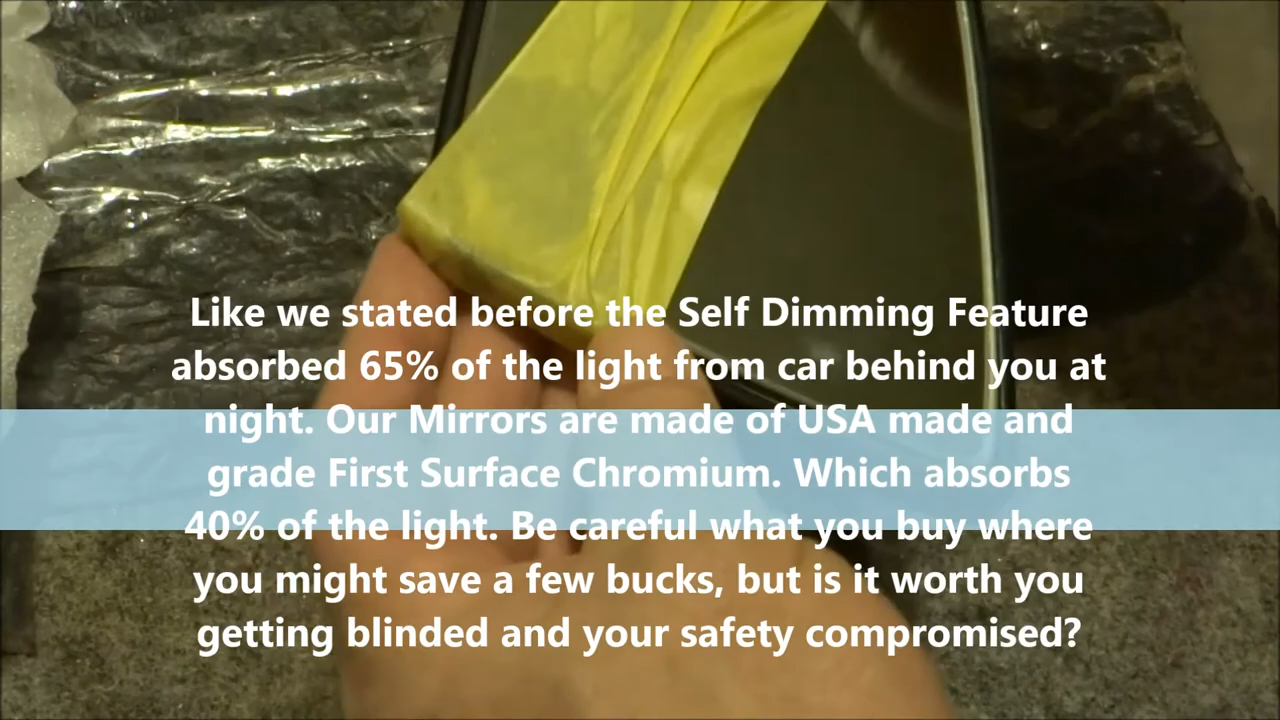 Like we stated before the Self Dimming Feature
absorbed 65% of the light from car behind you at
night. Our Mirrors are made of USA made and
grade First Surface Chromium. Which absorbs
40% of the light. Be careful what you buy where
you might save a few bucks, but is it worth you
getting blinded and your safety compromised?